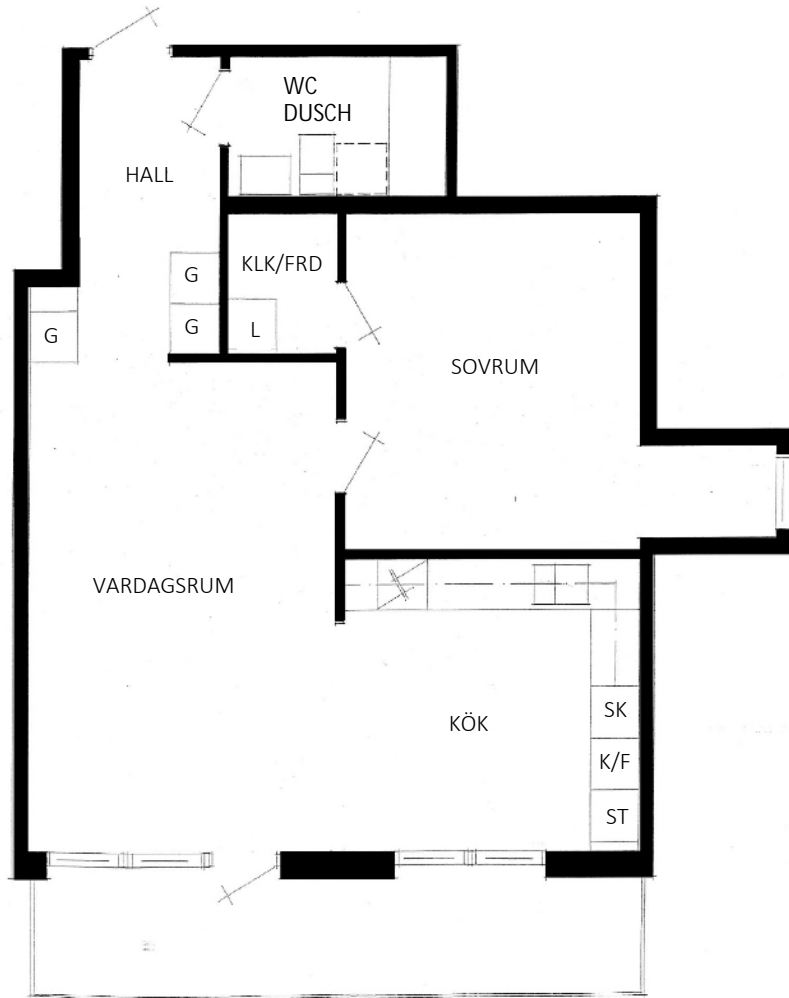 WC
DUSCH
HALL
KLK/FRD
G
G
G
L
SOVRUM
VARDAGSRUM
SK
KÖK
K/F
ST